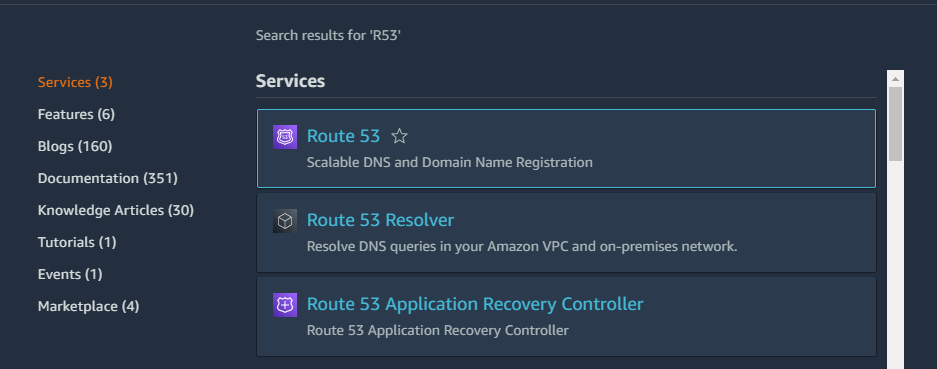 Search results for 'R53'
Services (3)
Features (6)
Blogs (160)
Documentation (351)
Knowledge Articles (30)
Tutorials (1)
Events (1)
Marketplace (4)
Services
Route 53
Scalable DNS and Domain Name Registration
Route 53 Resolver
Resolve DNS queries in your Amazon VPC and on-premises network.
Route 53 Application Recovery Controller
Route 53 Application Recovery Controller